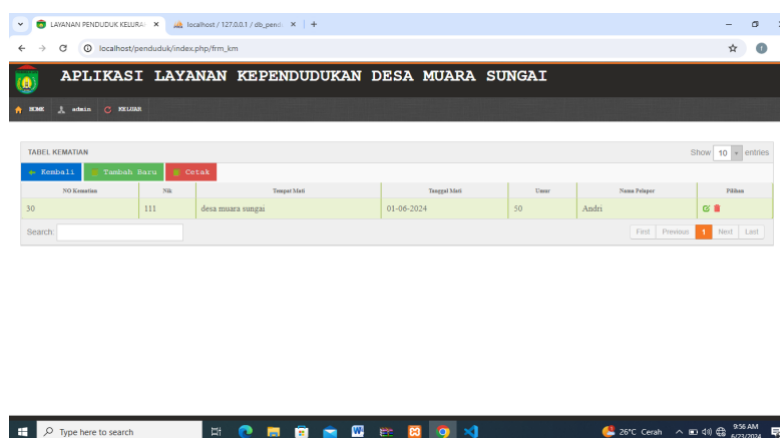 LAYANAN PENDUDUK KELURA
localhost / 127.0.0.1 / db_pend
localhost/penduduk/index.php/frm_km
APLIKASI LAYANAN KEPENDUDUKAN DESA MUARA SUNGAI
HOME admin KELUAR
TABEL KEMATIAN Show 10 entries
Kembali Tambah Baru Cetak
NO Kematian Nik Tempat Mati Tanggal Mati Umur Nama Pelapor Pilihan
30 111 desa muara sungai 01-06-2024 50 Andri
Search: First Previous 1 Next Last
Type here to search 26°C Cerah 9:56 AM
6/23/2024